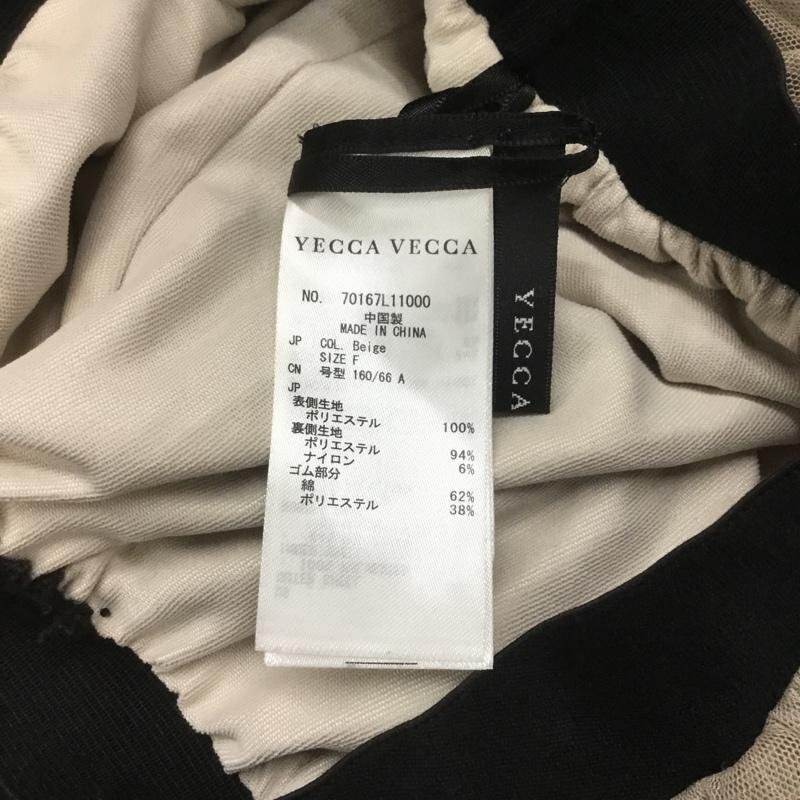 YECCA VECCA
NO. 70167L11000
中国製
MADE IN CHINA
JP COL. Beige
SIZE F
CN 号型 160/66 A
JP
表側生地
ポリエステル 100%
裏側生地
ポリエステル 94%
ナイロン 6%
ゴム部分
綿 62%
ポリエステル 38%
YECCA